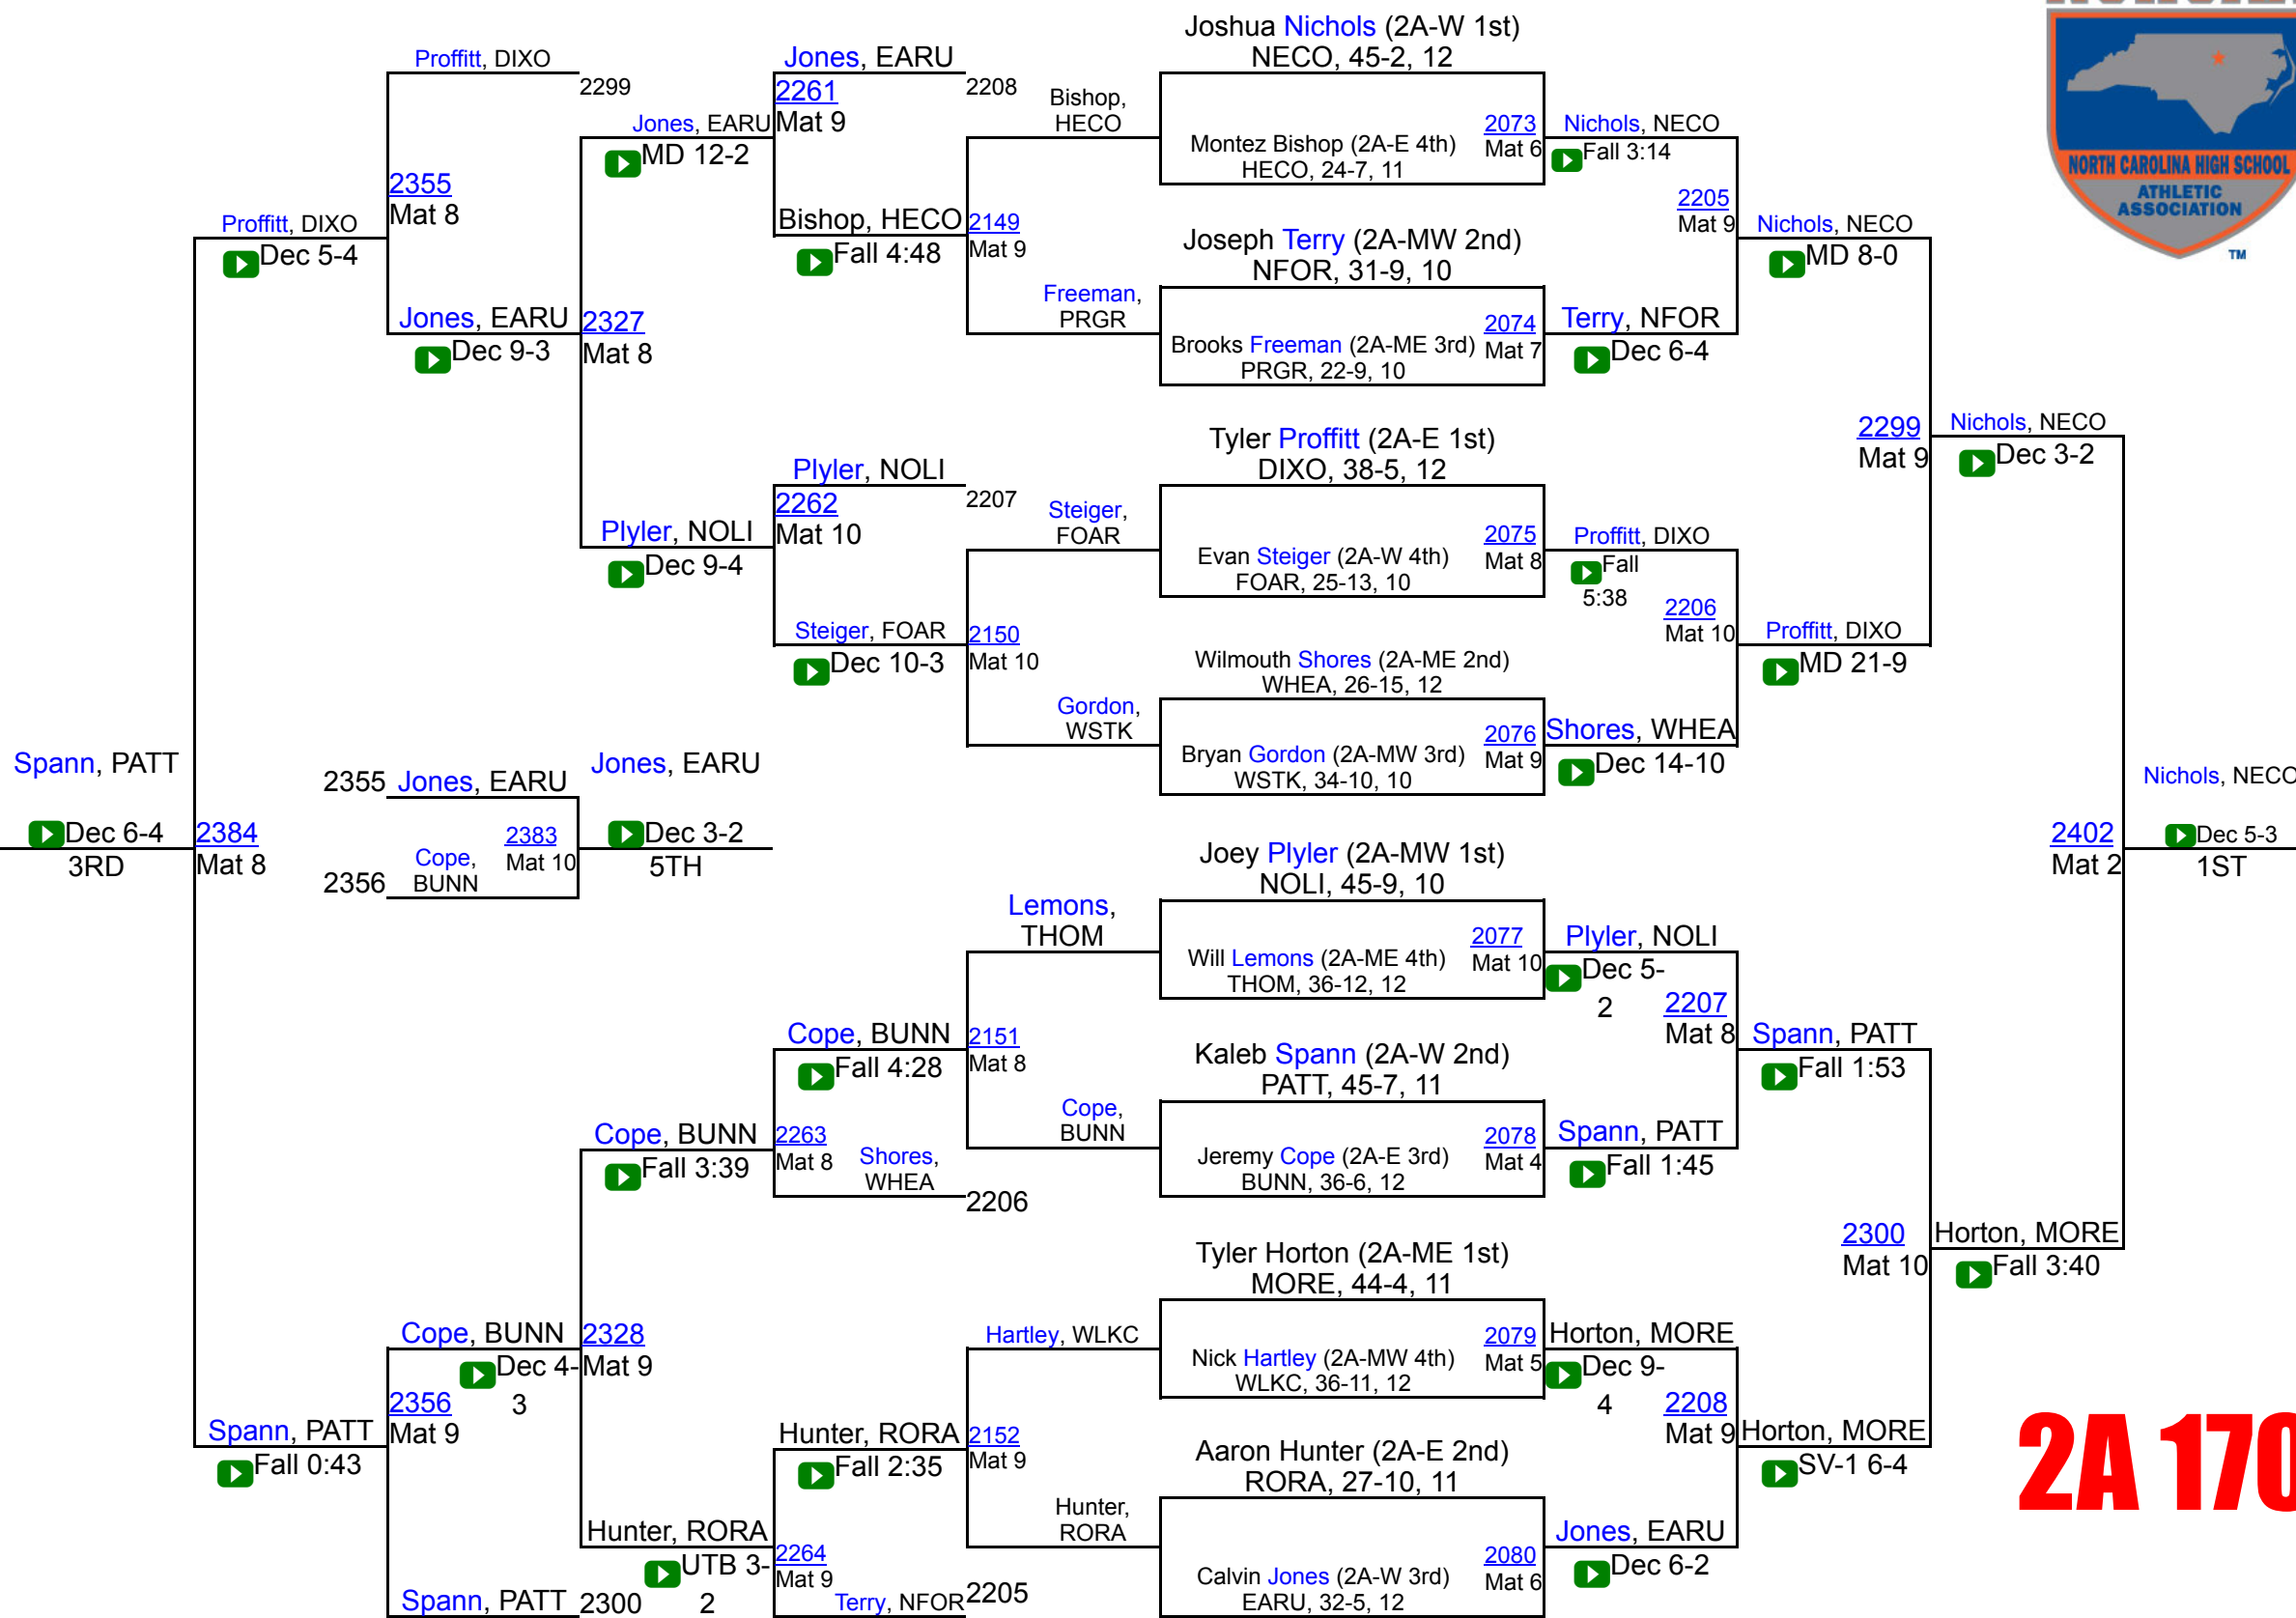 Joshua Nichols (2A-W 1st)
NECO, 45-2, 12
Montez Bishop (2A-E 4th)
HECO, 24-7, 11
2073
Mat 6
Joseph Terry (2A-MW 2nd)
NFOR, 31-9, 10
Brooks Freeman (2A-ME 3rd)
PRGR, 22-9, 10
2074
Mat 7
Tyler Proffitt (2A-E 1st)
DIXO, 38-5, 12
Evan Steiger (2A-W 4th)
FOAR, 25-13, 10
2075
Mat 8
Wilmouth Shores (2A-ME 2nd)
WHEA, 26-15, 12
Bryan Gordon (2A-MW 3rd)
WSTK, 34-10, 10
2076
Mat 9
Joey Plyler (2A-MW 1st)
NOLI, 45-9, 10
Will Lemons (2A-ME 4th)
THOM, 36-12, 12
2077
Mat 10
Kaleb Spann (2A-W 2nd)
PATT, 45-7, 11
Jeremy Cope (2A-E 3rd)
BUNN, 36-6, 12
2078
Mat 4
Tyler Horton (2A-ME 1st)
MORE, 44-4, 11
Nick Hartley (2A-MW 4th)
WLKC, 36-11, 12
2079
Mat 5
Aaron Hunter (2A-E 2nd)
RORA, 27-10, 11
Calvin Jones (2A-W 3rd)
EARU, 32-5, 12
2080
Mat 6
Nichols, NECO
Fall 3:14
2205
Mat 9
Terry, NFOR
Dec 6-4
Proffitt, DIXO
Fall
5:38
2206
Mat 10
Shores, WHEA
Dec 14-10
Plyler, NOLI
Dec 5-
2
2207
Mat 8
Spann, PATT
Fall 1:45
Horton, MORE
Dec 9-
4
2208
Mat 9
Jones, EARU
Dec 6-2
Nichols, NECO
MD 8-0
2299
Mat 9
Proffitt, DIXO
MD 21-9
Spann, PATT
Fall 1:53
2300
Mat 10
Horton, MORE
SV-1 6-4
Nichols, NECO
Dec 3-2
2402
Mat 2
Horton, MORE
Fall 3:40
Nichols, NECO
Dec 5-3
1ST
Bishop,
HECO
2149
Mat 9
Freeman,
PRGR
Steiger,
FOAR
2150
Mat 10
Gordon,
WSTK
Lemons,
THOM
2151
Mat 8
Cope,
BUNN
Hartley, WLKC
2152
Mat 9
Hunter,
RORA
Jones, EARU
2208
2261
Mat 9
Bishop, HECO
Fall 4:48
Plyler, NOLI
2207
2262
Mat 10
Steiger, FOAR
Dec 10-3
Cope, BUNN
Fall 4:28
2263
Mat 8
Shores,
WHEA
2206
Hunter, RORA
Fall 2:35
2264
Mat 9
Terry, NFOR
2205
Jones, EARU
MD 12-2
2327
Mat 8
Plyler, NOLI
Dec 9-4
Cope, BUNN
Fall 3:39
2328
Mat 9
Hunter, RORA
UTB 3-
2
Proffitt, DIXO
2299
2355
Mat 8
Jones, EARU
Dec 9-3
Cope, BUNN
Dec 4-
3
2356
Mat 9
Spann, PATT
2300
Proffitt, DIXO
Dec 5-4
2384
Mat 8
Spann, PATT
Fall 0:43
Spann, PATT
Dec 6-4
3RD
2355
Jones, EARU
2383
Mat 10
2356
Cope,
BUNN
Jones, EARU
Dec 3-2
5TH
NORTH CAROLINA HIGH SCHOOL
ATHLETIC
ASSOCIATION
TM
2A 170